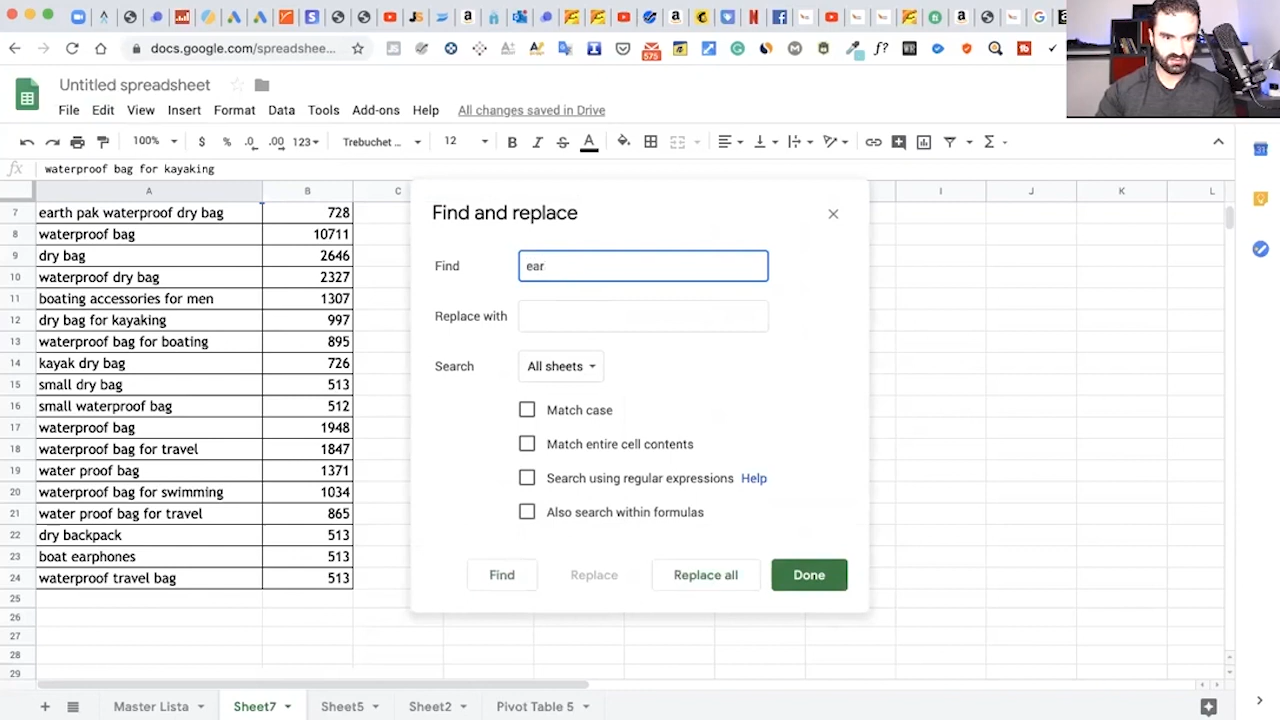 docs.google.com/spreadshee...
575
Untitled spreadsheet
File Edit View Insert Format Data Tools Add-ons Help All changes saved in Drive
100% $ % .0 .00 123 Trebuchet ... 12 B I S A
fx waterproof bag for kayaking
A B C I J K L
7 earth pak waterproof dry bag 728
8 waterproof bag 10711
9 dry bag 2646
10 waterproof dry bag 2327
11 boating accessories for men 1307
12 dry bag for kayaking 997
13 waterproof bag for boating 895
14 kayak dry bag 726
15 small dry bag 513
16 small waterproof bag 512
17 waterproof bag 1948
18 waterproof bag for travel 1847
19 water proof bag 1371
20 waterproof bag for swimming 1034
21 water proof bag for travel 865
22 dry backpack 513
23 boat earphones 513
24 waterproof travel bag 513
25
26
27
28
29
Find and replace
Find ear
Replace with
Search All sheets
Match case
Match entire cell contents
Search using regular expressions Help
Also search within formulas
Find Replace Replace all Done
Master Lista Sheet7 Sheet5 Sheet2 Pivot Table 5